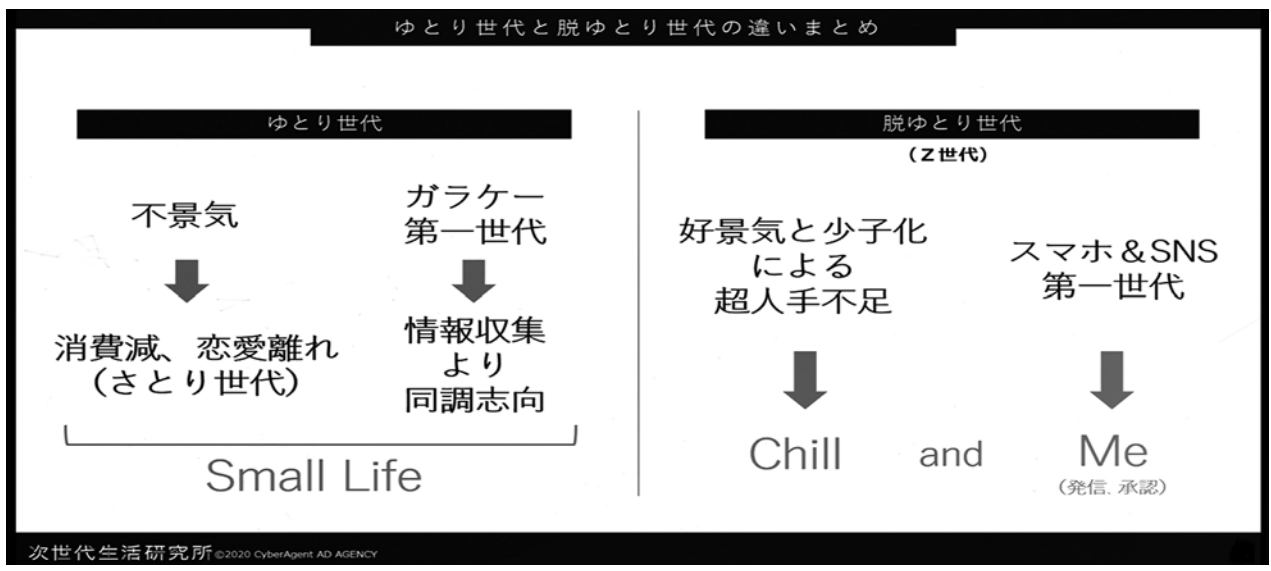 ゆとり世代と脱ゆとり世代の違いまとめ
ゆとり世代
不景気
消費減、恋愛離れ
(さとり世代)
ガラケー
第一世代
情報収集
より
同調志向
Small Life
脱ゆとり世代
(Z世代)
好景気と少子化
による
超人手不足
スマホ&SNS
第一世代
Chill and Me
(発信、承認)
次世代生活研究所©2020 CyberAgent AD AGENCY